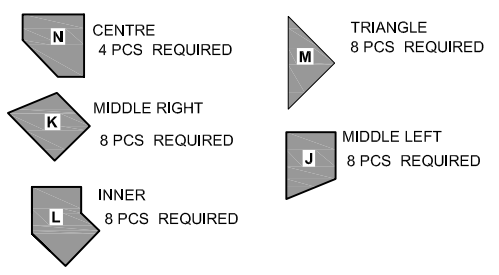 N CENTRE
4 PCS REQUIRED
K MIDDLE RIGHT
8 PCS REQUIRED
L INNER
8 PCS REQUIRED
M TRIANGLE
8 PCS REQUIRED
J MIDDLE LEFT
8 PCS REQUIRED